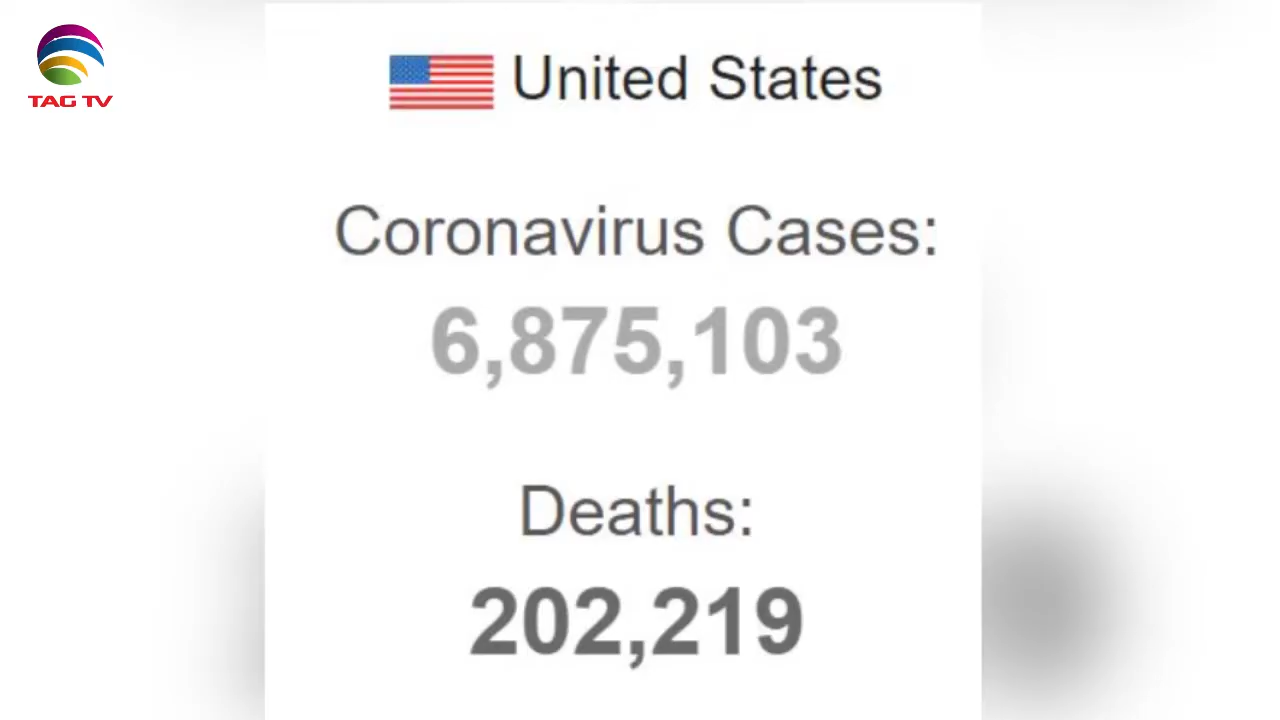 TAG TV
United States
Coronavirus Cases:
6,875,103
Deaths:
202,219